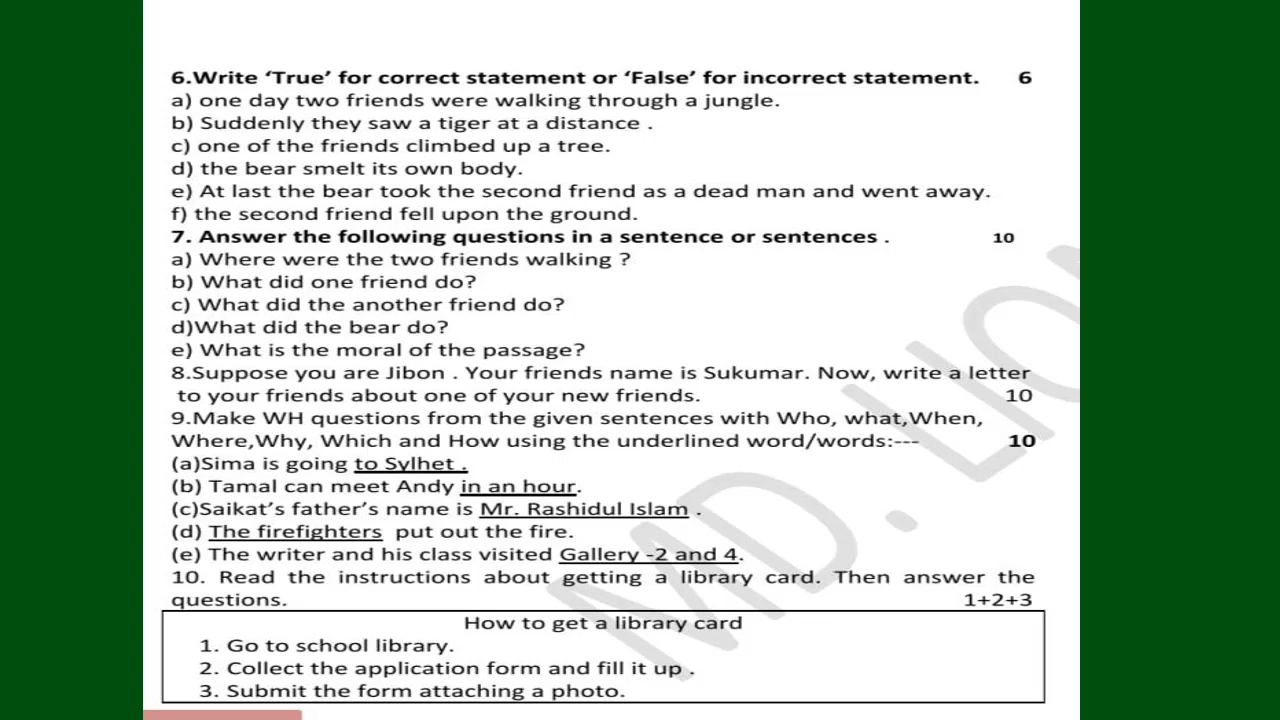 6.Write ‘True’ for correct statement or ‘False’ for incorrect statement. 6
a) one day two friends were walking through a jungle.
b) Suddenly they saw a tiger at a distance .
c) one of the friends climbed up a tree.
d) the bear smelt its own body.
e) At last the bear took the second friend as a dead man and went away.
f) the second friend fell upon the ground.
7. Answer the following questions in a sentence or sentences . 10
a) Where were the two friends walking ?
b) What did one friend do?
c) What did the another friend do?
d)What did the bear do?
e) What is the moral of the passage?
8.Suppose you are Jibon . Your friends name is Sukumar. Now, write a letter
to your friends about one of your new friends. 10
9.Make WH questions from the given sentences with Who, what,When,
Where,Why, Which and How using the underlined word/words:--- 10
(a)Sima is going to Sylhet .
(b) Tamal can meet Andy in an hour.
(c)Saikat’s father’s name is Mr. Rashidul Islam .
(d) The firefighters put out the fire.
(e) The writer and his class visited Gallery -2 and 4.
10. Read the instructions about getting a library card. Then answer the
questions. 1+2+3
How to get a library card
1. Go to school library.
2. Collect the application form and fill it up .
3. Submit the form attaching a photo.
MD. LION